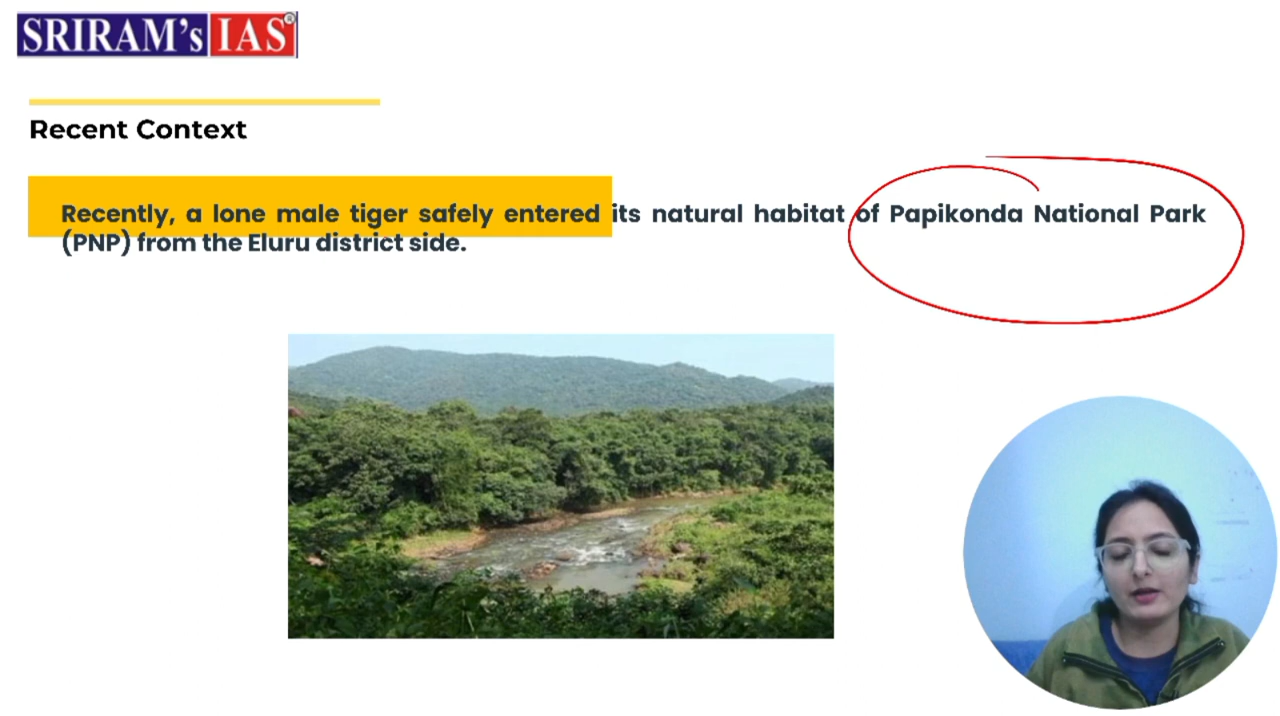 SRIRAM's IAS ®
Recent Context
Recently, a lone male tiger safely entered its natural habitat of Papikonda National Park
(PNP) from the Eluru district side.